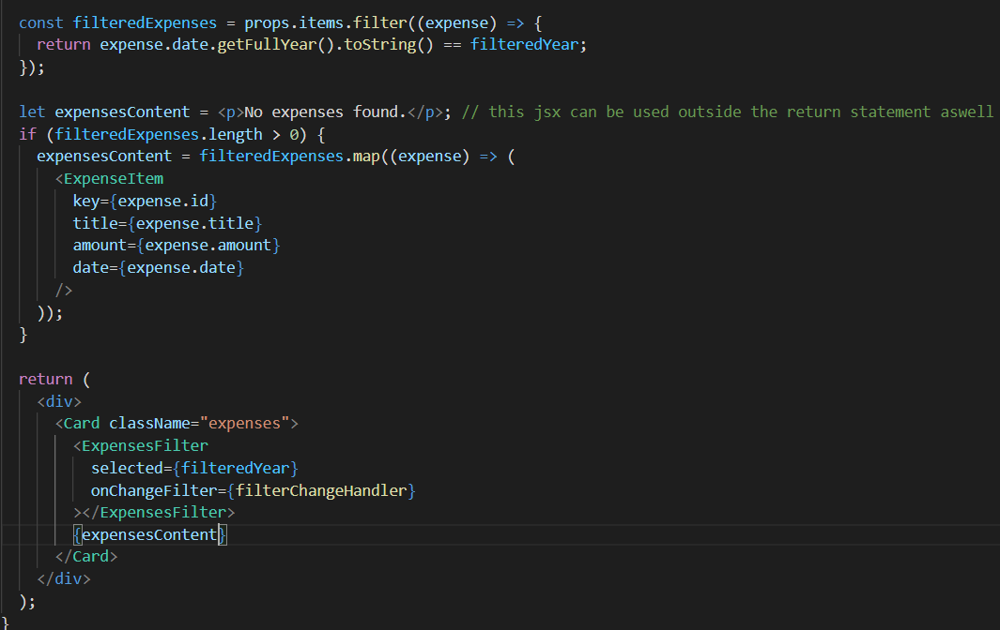 const filteredExpenses = props.items.filter((expense) => {
return expense.date.getFullYear().toString() == filteredYear;
});
let expensesContent = <p>No expenses found.</p>; // this jsx can be used outside the return statement aswell
if (filteredExpenses.length > 0) {
expensesContent = filteredExpenses.map((expense) => (
<ExpenseItem
key={expense.id}
title={expense.title}
amount={expense.amount}
date={expense.date}
/>
));
}
return (
<div>
<Card className="expenses">
<ExpensesFilter
selected={filteredYear}
onChangeFilter={filterChangeHandler}
></ExpensesFilter>
{expensesContent}
</Card>
</div>
);
}